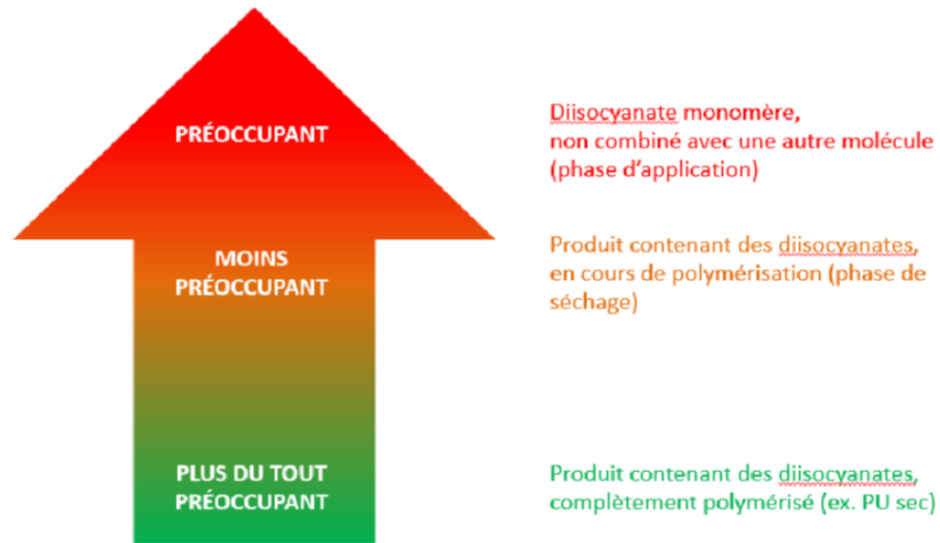 PRÉOCCUPANT
Diisocyanate monomère,
non combiné avec une autre molécule
(phase d'application)
MOINS
PRÉOCCUPANT
Produit contenant des diisocyanates,
en cours de polymérisation (phase de
séchage)
PLUS DU TOUT
PRÉOCCUPANT
Produit contenant des diisocyanates,
complètement polymérisé (ex. PU sec)